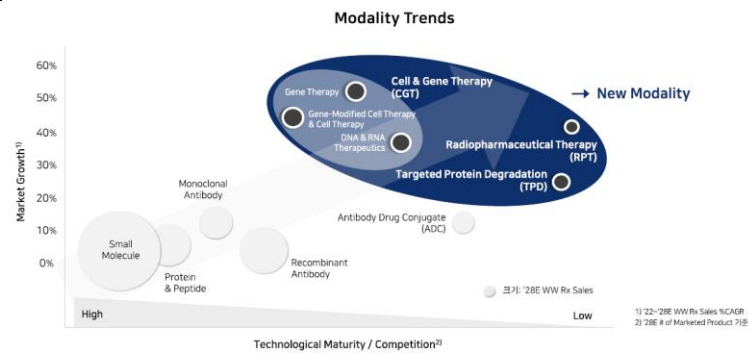 Modality Trends
60%
50%
40%
30%
20%
10%
0%
Market Growth1)
Gene Therapy
Cell & Gene Therapy
(CGT)
Gene-Modified Cell Therapy
& Cell Therapy
DNA & RNA
Therapeutics
→ New Modality
Radiopharmaceutical Therapy
(RPT)
Targeted Protein Degradation
(TPD)
Monoclonal
Antibody
Antibody Drug Conjugate
(ADC)
Small
Molecule
Protein
& Peptide
Recombinant
Antibody
크기: '28E WW Rx Sales
High
Low
1) '22~'28E WW Rx Sales %CAGR
2) '28E # of Marketed Product 기준
Technological Maturity / Competition2)